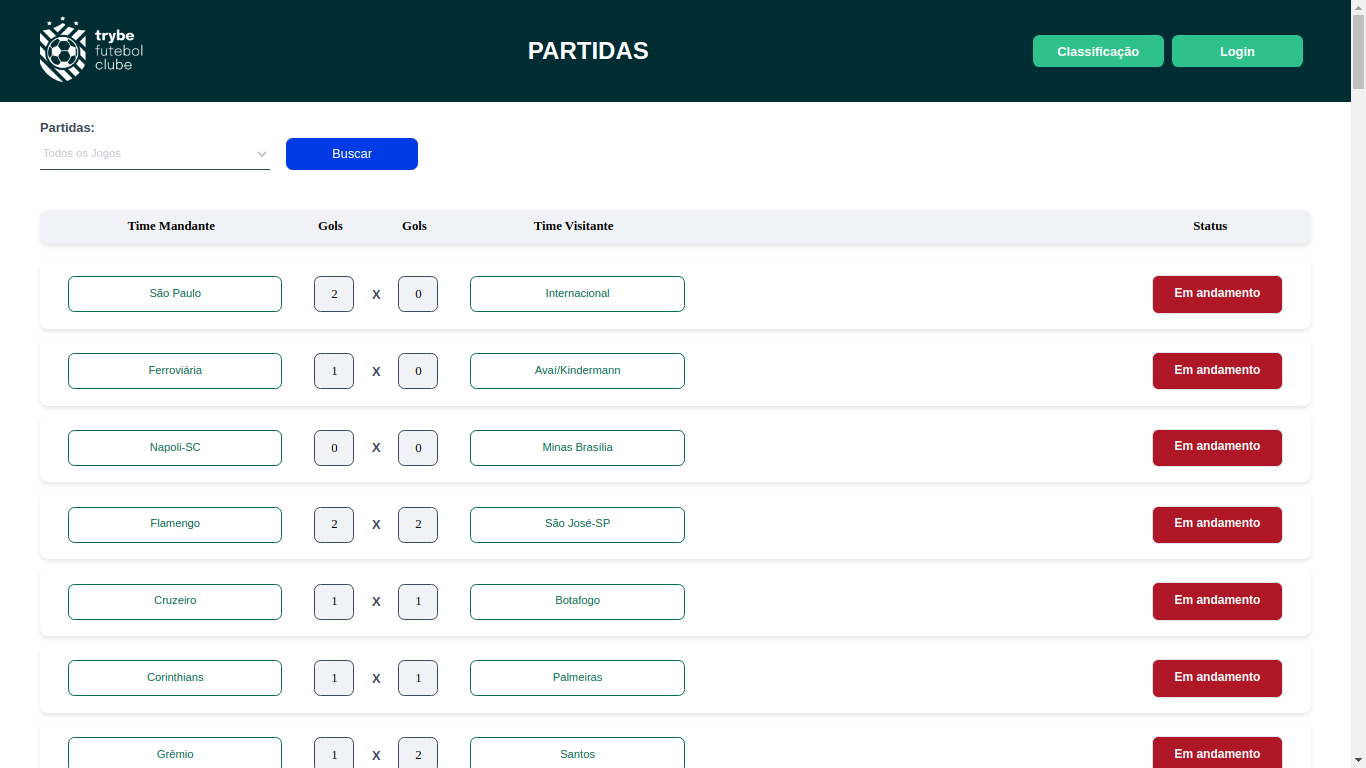 trybe
futebol
clube
PARTIDAS
Classificação
Login
Partidas:
Todos os Jogos
Buscar
Time Mandante Gols Gols Time Visitante Status
São Paulo 2 X 0 Internacional Em andamento
Ferroviária 1 X 0 Avaí/Kindermann Em andamento
Napoli-SC 0 X 0 Minas Brasília Em andamento
Flamengo 2 X 2 São José-SP Em andamento
Cruzeiro 1 X 1 Botafogo Em andamento
Corinthians 1 X 1 Palmeiras Em andamento
Grêmio 1 X 2 Santos Em andamento